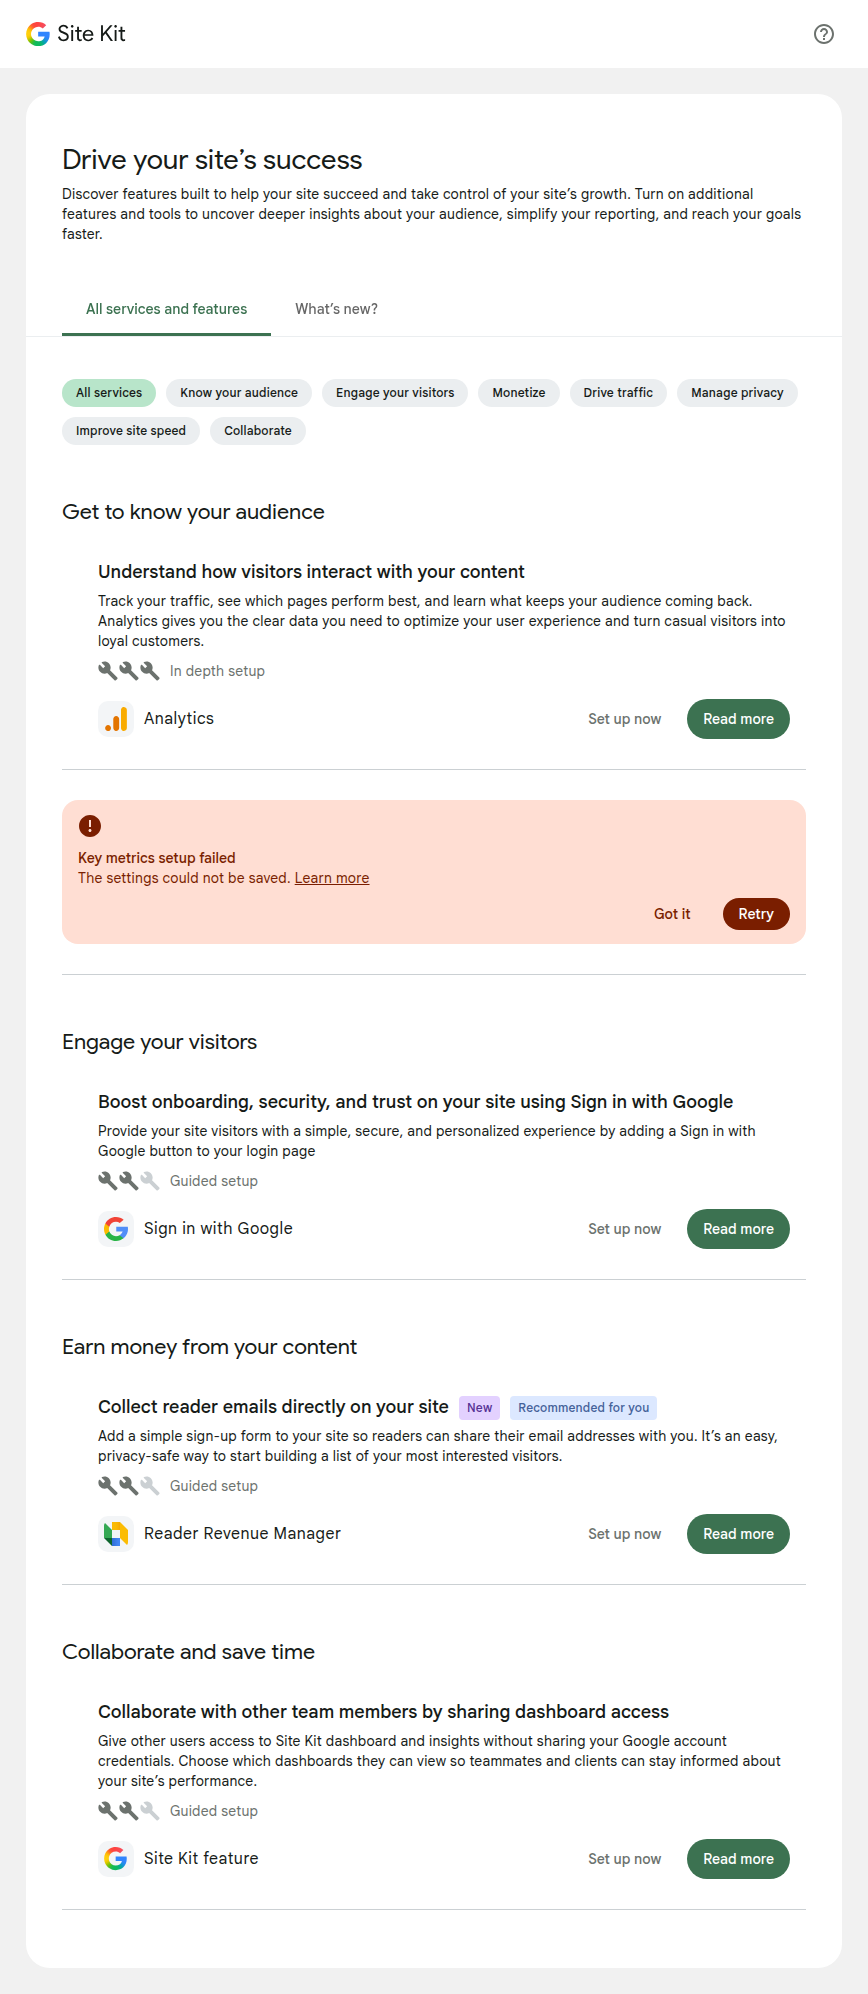 Site Kit
Drive your site's success
Discover features built to help your site succeed and take control of your site's growth. Turn on additional
features and tools to uncover deeper insights about your audience, simplify your reporting, and reach your goals
faster.
All services and features
What's new?
All services
Know your audience
Engage your visitors
Monetize
Drive traffic
Manage privacy
Improve site speed
Collaborate
Get to know your audience
Understand how visitors interact with your content
Track your traffic, see which pages perform best, and learn what keeps your audience coming back.
Analytics gives you the clear data you need to optimize your user experience and turn casual visitors into
loyal customers.
In depth setup
Analytics
Set up now
Read more
Key metrics setup failed
The settings could not be saved. Learn more
Got it
Retry
Engage your visitors
Boost onboarding, security, and trust on your site using Sign in with Google
Provide your site visitors with a simple, secure, and personalized experience by adding a Sign in with
Google button to your login page
Guided setup
Sign in with Google
Set up now
Read more
Earn money from your content
Collect reader emails directly on your site
New
Recommended for you
Add a simple sign-up form to your site so readers can share their email addresses with you. It's an easy,
privacy-safe way to start building a list of your most interested visitors.
Guided setup
Reader Revenue Manager
Set up now
Read more
Collaborate and save time
Collaborate with other team members by sharing dashboard access
Give other users access to Site Kit dashboard and insights without sharing your Google account
credentials. Choose which dashboards they can view so teammates and clients can stay informed about
your site's performance.
Guided setup
Site Kit feature
Set up now
Read more